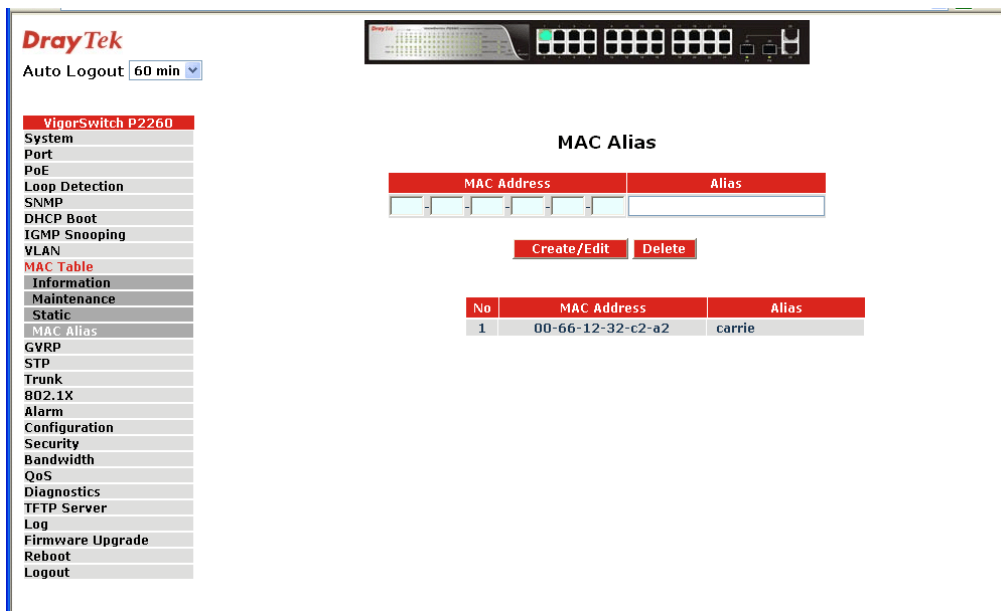 DrayTek
Auto Logout 60 min
VigorSwitch P2260
System
Port
PoE
Loop Detection
SNMP
DHCP Boot
IGMP Snooping
VLAN
MAC Table
Information
Maintenance
Static
MAC Alias
GVRP
STP
Trunk
802.1X
Alarm
Configuration
Security
Bandwidth
QoS
Diagnostics
TFTP Server
Log
Firmware Upgrade
Reboot
Logout
MAC Alias
MAC Address Alias
- - - - -
Create/Edit Delete
No MAC Address Alias
1 00-66-12-32-c2-a2 carrie